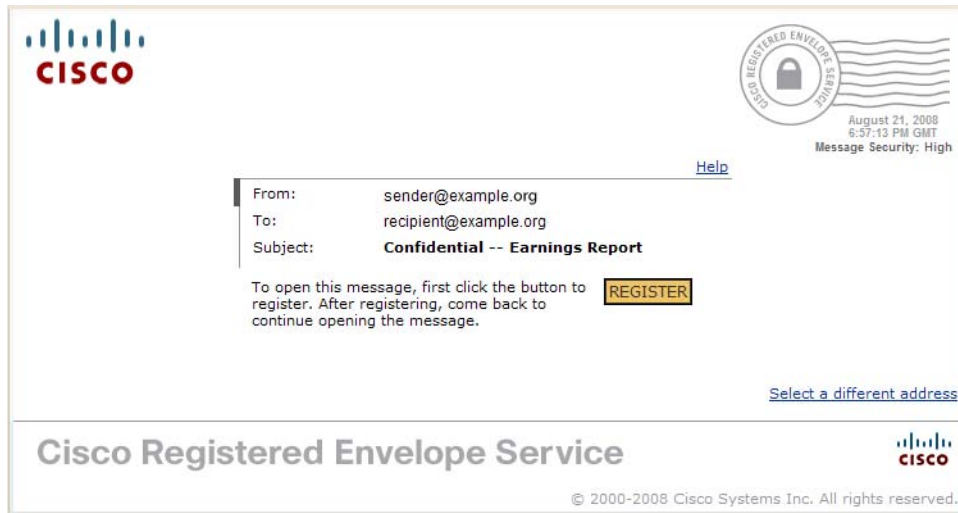 CISCO
CISCO REGISTERED ENVELOPE SERVICE
August 21, 2008
6:57:13 PM GMT
Message Security: High
Help
From: sender@example.org
To: recipient@example.org
Subject: Confidential -- Earnings Report
To open this message, first click the button to
register. After registering, come back to
continue opening the message.
REGISTER
Select a different address
Cisco Registered Envelope Service
CISCO
© 2000-2008 Cisco Systems Inc. All rights reserved.